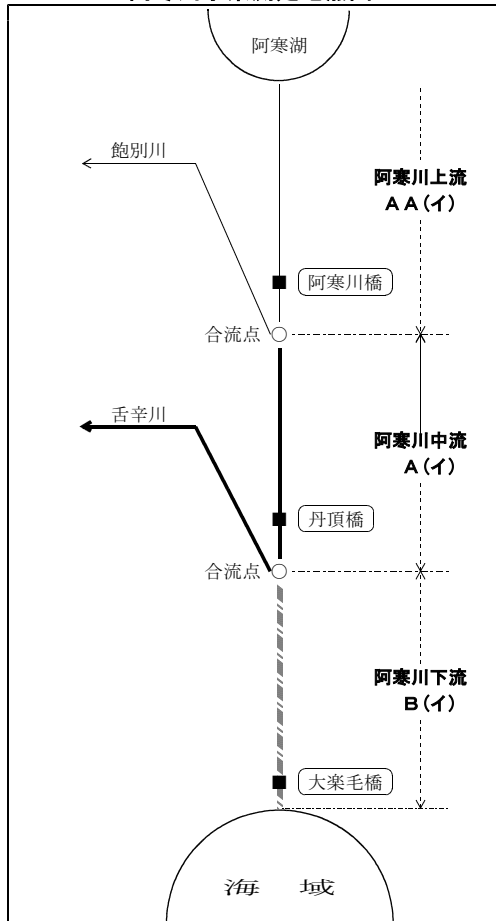 阿寒湖
飽別川
阿寒川上流
ＡＡ（イ）
阿寒川橋
合流点
舌辛川
阿寒川中流
Ａ（イ）
丹頂橋
合流点
阿寒川下流
Ｂ（イ）
大楽毛橋
海　域